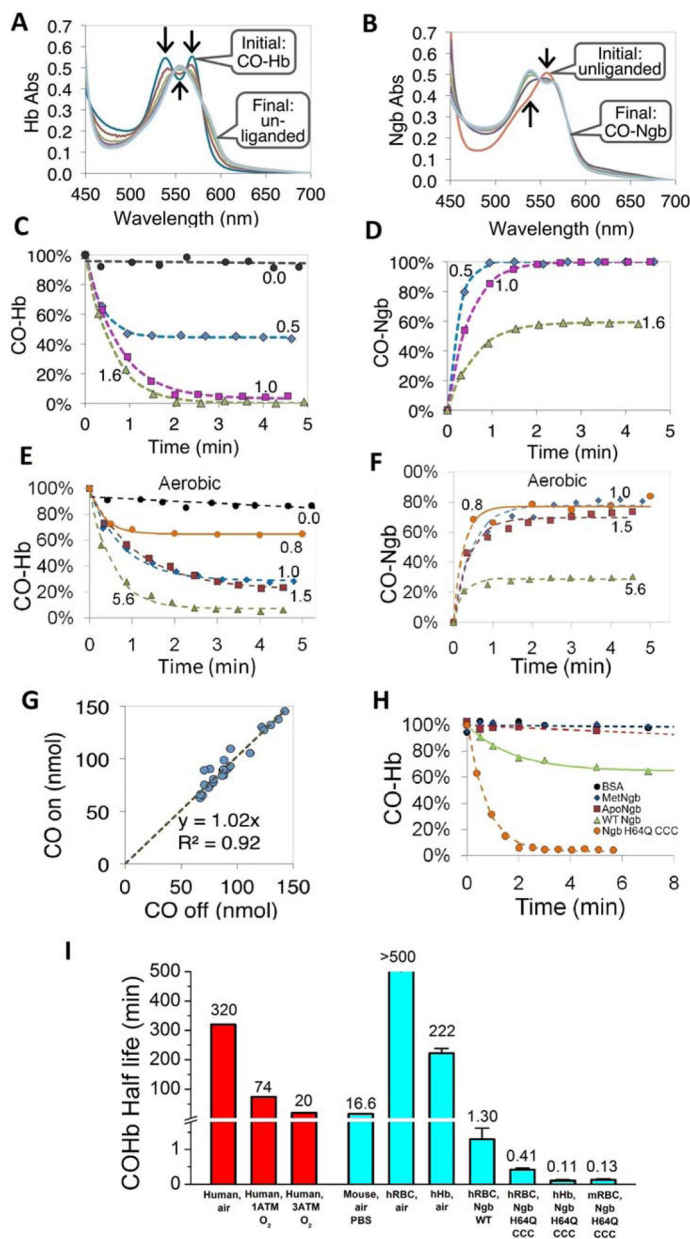 A
0.7
0.6
0.5
0.4
0.3
0.2
0.1
0.0
Hb Abs
Initial:
CO-Hb
Final:
un-
liganded
450 500 550 600 650 700
Wavelength (nm)
B
0.7
0.6
0.5
0.4
0.3
0.2
0.1
0.0
Ngb Abs
Initial:
unliganded
Final:
CO-Ngb
450 500 550 600 650 700
Wavelength (nm)
C
100%
80%
60%
40%
20%
0%
CO-Hb
0.0
0.5
1.0
1.6
0 1 2 3 4 5
Time (min)
D
100%
80%
60%
40%
20%
0%
CO-Ngb
0.5
1.0
1.6
0 1 2 3 4 5
Time (min)
E
Aerobic
100%
80%
60%
40%
20%
0%
CO-Hb
0.0
0.8
1.0
1.5
5.6
0 1 2 3 4 5
Time (min)
F
Aerobic
00%
80%
60%
40%
20%
0%
CO-Ngb
0.8
1.0
1.5
5.6
0 1 2 3 4 5
Time (min)
G
150
100
50
0
CO on (nmol)
y = 1.02x
R² = 0.92
0 50 100 150
CO off (nmol)
H
100%
80%
60%
40%
20%
0%
CO-Hb
BSA
MetNgb
ApoNgb
WT Ngb
Ngb H64Q CCC
0 2 4 6 8
Time (min)
I
COHb Half life (min)
500
400
300
200
100
1
0
320
74
20
16.6
>500
222
1.30
0.41
0.11
0.13
Human,
air
Human,
1ATM
O₂
Human,
3ATM
O₂
Mouse,
air
PBS
hRBC,
air
hHb,
air
hRBC,
Ngb
WT
hRBC,
Ngb
H64Q
CCC
hHb,
Ngb
H64Q
CCC
mRBC,
Ngb
H64Q
CCC